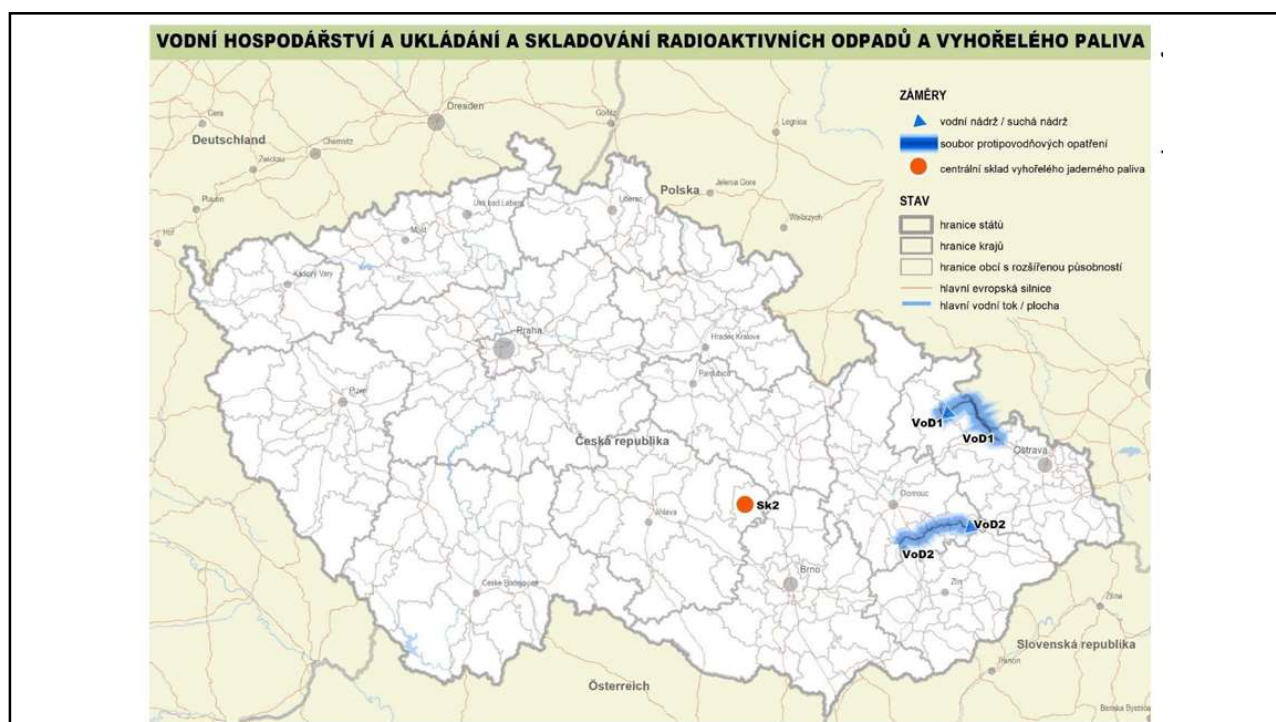 VODNÍ HOSPODÁŘSTVÍ A UKLÁDÁNÍ A SKLADOVÁNÍ RADIOAKTIVNÍCH ODPADŮ A VYHOŘELÉHO PALIVA
ZÁMĚRY
vodní nádrž / suchá nádrž
soubor protipovodňových opatření
centrální sklad vyhořelého jaderného paliva
STAV
hranice států
hranice krajů
hranice obcí s rozšířenou působností
hlavní evropská silnice
hlavní vodní tok / plocha
Dresden
Görlitz
Legnica
Gera
Deutschland
Chemnitz
Zwickau
Polska
Jelenia Gora
Plauen
Liberec
Ústí nad Labem
Walbrzych
Hof
Most
Karlovy Vary
Praha
Hradec Králové
Pardubice
Plzeň
VoD1
VoD1
Česká republika
Ostrava
Sk2
Olomouc
Jihlava
VoD2
VoD2
Brno
České Budějovice
Zlín
Žilina
Slovenská republika
Österreich